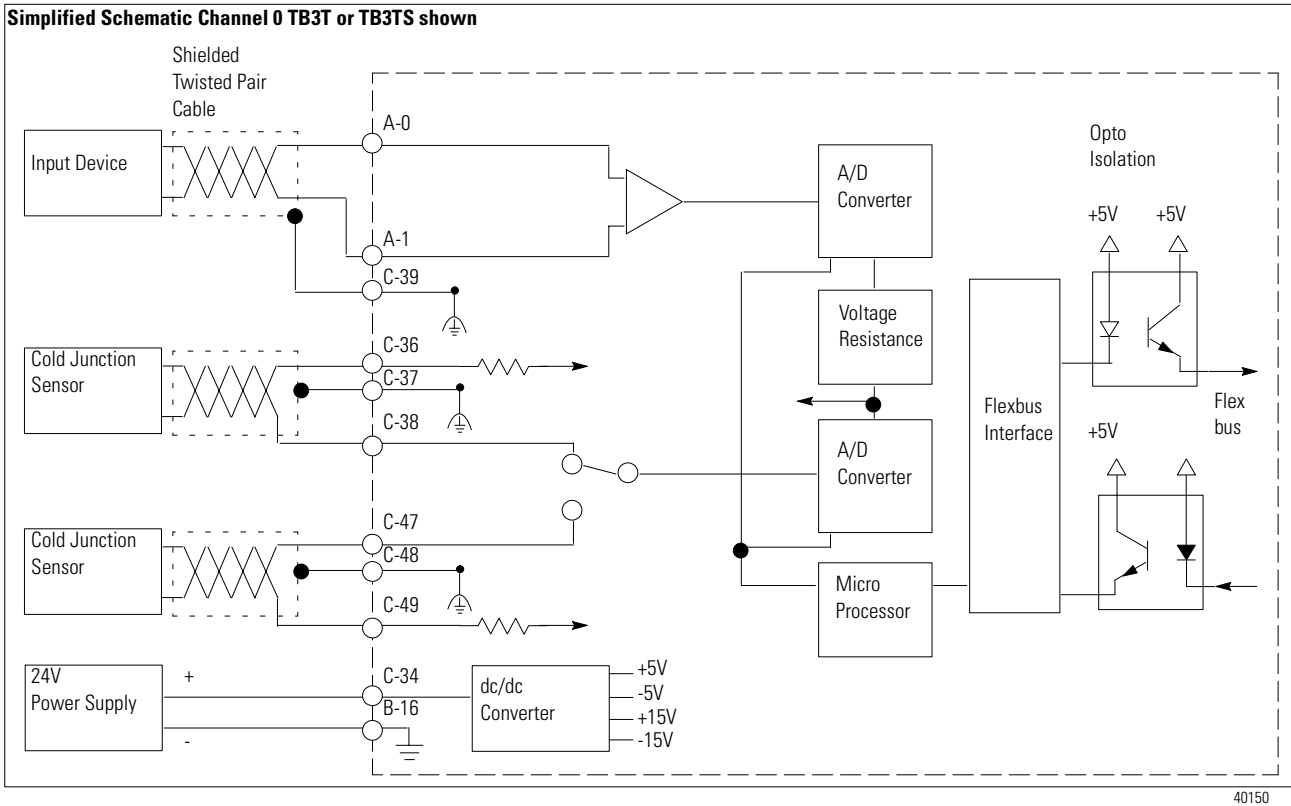 Simplified Schematic Channel 0 TB3T or TB3TS shown
Shielded
Twisted Pair
Cable
Input Device
A-0
A-1
C-39
A/D
Converter
Opto
Isolation
+5V
+5V
Voltage
Resistance
Cold Junction
Sensor
C-36
C-37
C-38
Flexbus
Interface
Flex
bus
A/D
Converter
+5V
Cold Junction
Sensor
C-47
C-48
C-49
Micro
Processor
24V
Power Supply
+
-
C-34
B-16
dc/dc
Converter
+5V
-5V
+15V
-15V
40150